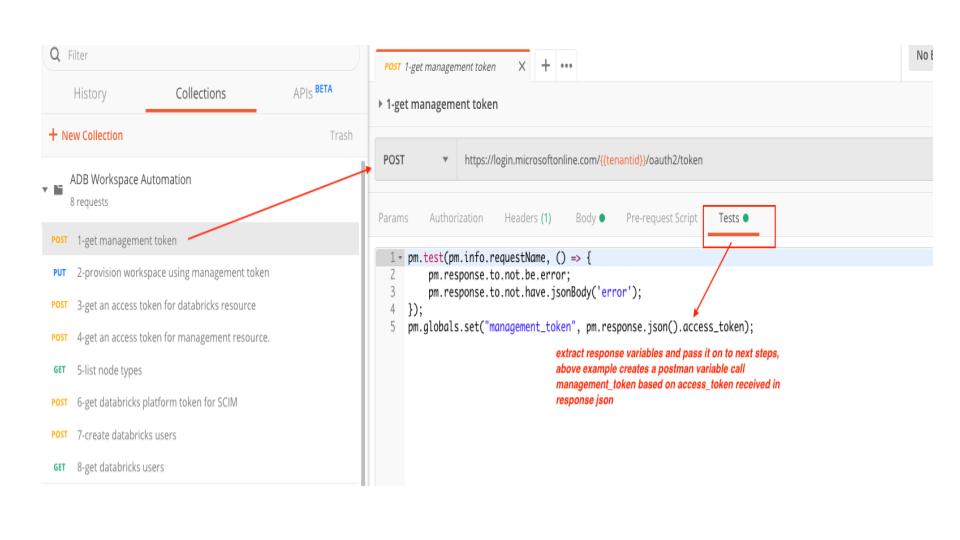 Filter
History Collections APIs BETA
+ New Collection Trash
ADB Workspace Automation
8 requests
POST 1-get management token
PUT 2-provision workspace using management token
POST 3-get an access token for databricks resource
POST 4-get an access token for management resource.
GET 5-list node types
POST 6-get databricks platform token for SCIM
POST 7-create databricks users
GET 8-get databricks users
POST 1-get management token X + •••
No
1-get management token
POST https://login.microsoftonline.com/{{tenantid}}/oauth2/token
Params Authorization Headers (1) Body Pre-request Script Tests
1 pm.test(pm.info.requestName, () => {
2 pm.response.to.not.be.error;
3 pm.response.to.not.have.jsonBody('error');
4 });
5 pm.globals.set("management_token", pm.response.json().access_token);
extract response variables and pass it on to next steps,
above example creates a postman variable call
management_token based on access_token received in
response json